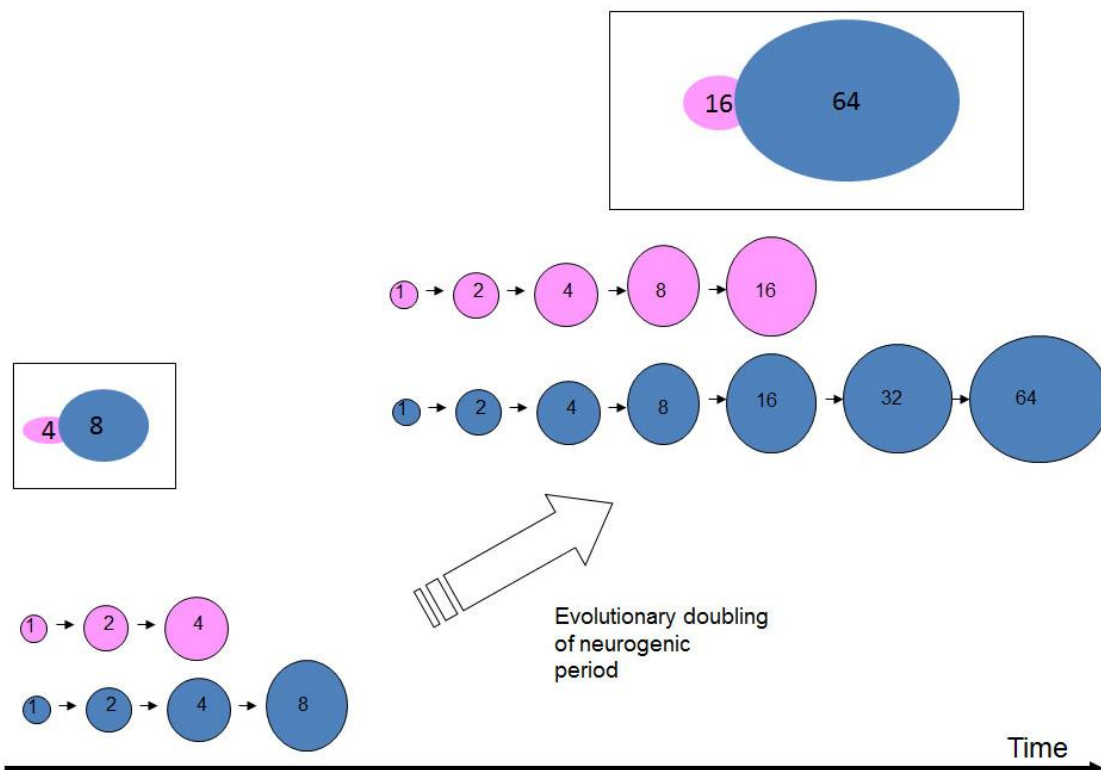 16 64
1 2 4 8 16
1 2 4 8 16 32 64
4 8
Evolutionary doubling
of neurogenic
period
1 2 4
1 2 4 8
Time